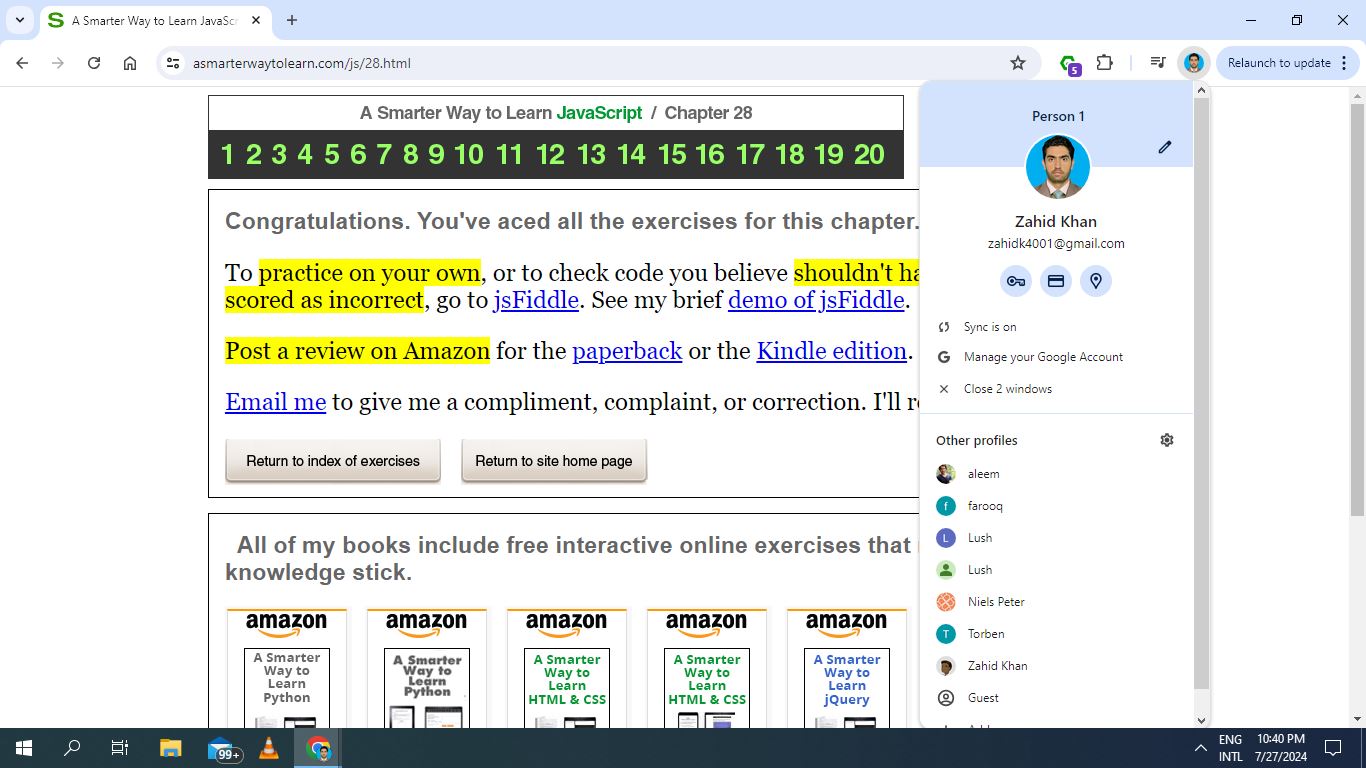 A Smarter Way to Learn JavaScr
asmarterwaytolearn.com/js/28.html
5
Relaunch to update
A Smarter Way to Learn JavaScript / Chapter 28
1 2 3 4 5 6 7 8 9 10 11 12 13 14 15 16 17 18 19 20
Congratulations. You've aced all the exercises for this chapter.
To practice on your own, or to check code you believe shouldn't ha
scored as incorrect, go to jsFiddle. See my brief demo of jsFiddle.
Post a review on Amazon for the paperback or the Kindle edition.
Email me to give me a compliment, complaint, or correction. I'll r
Return to index of exercises
Return to site home page
All of my books include free interactive online exercises that
knowledge stick.
amazon
A Smarter
Way to
Learn
Python
amazon
A Smarter
Way to
Learn
Python
amazon
A Smarter
Way to
Learn
HTML & CSS
amazon
A Smarter
Way to
Learn
HTML & CSS
amazon
A Smarter
Way to
Learn
jQuery
Person 1
Zahid Khan
zahidk4001@gmail.com
Sync is on
Manage your Google Account
Close 2 windows
Other profiles
aleem
f
farooq
L
Lush
Lush
Niels Peter
T
Torben
Zahid Khan
Guest
99+
ENG
INTL
10:40 PM
7/27/2024